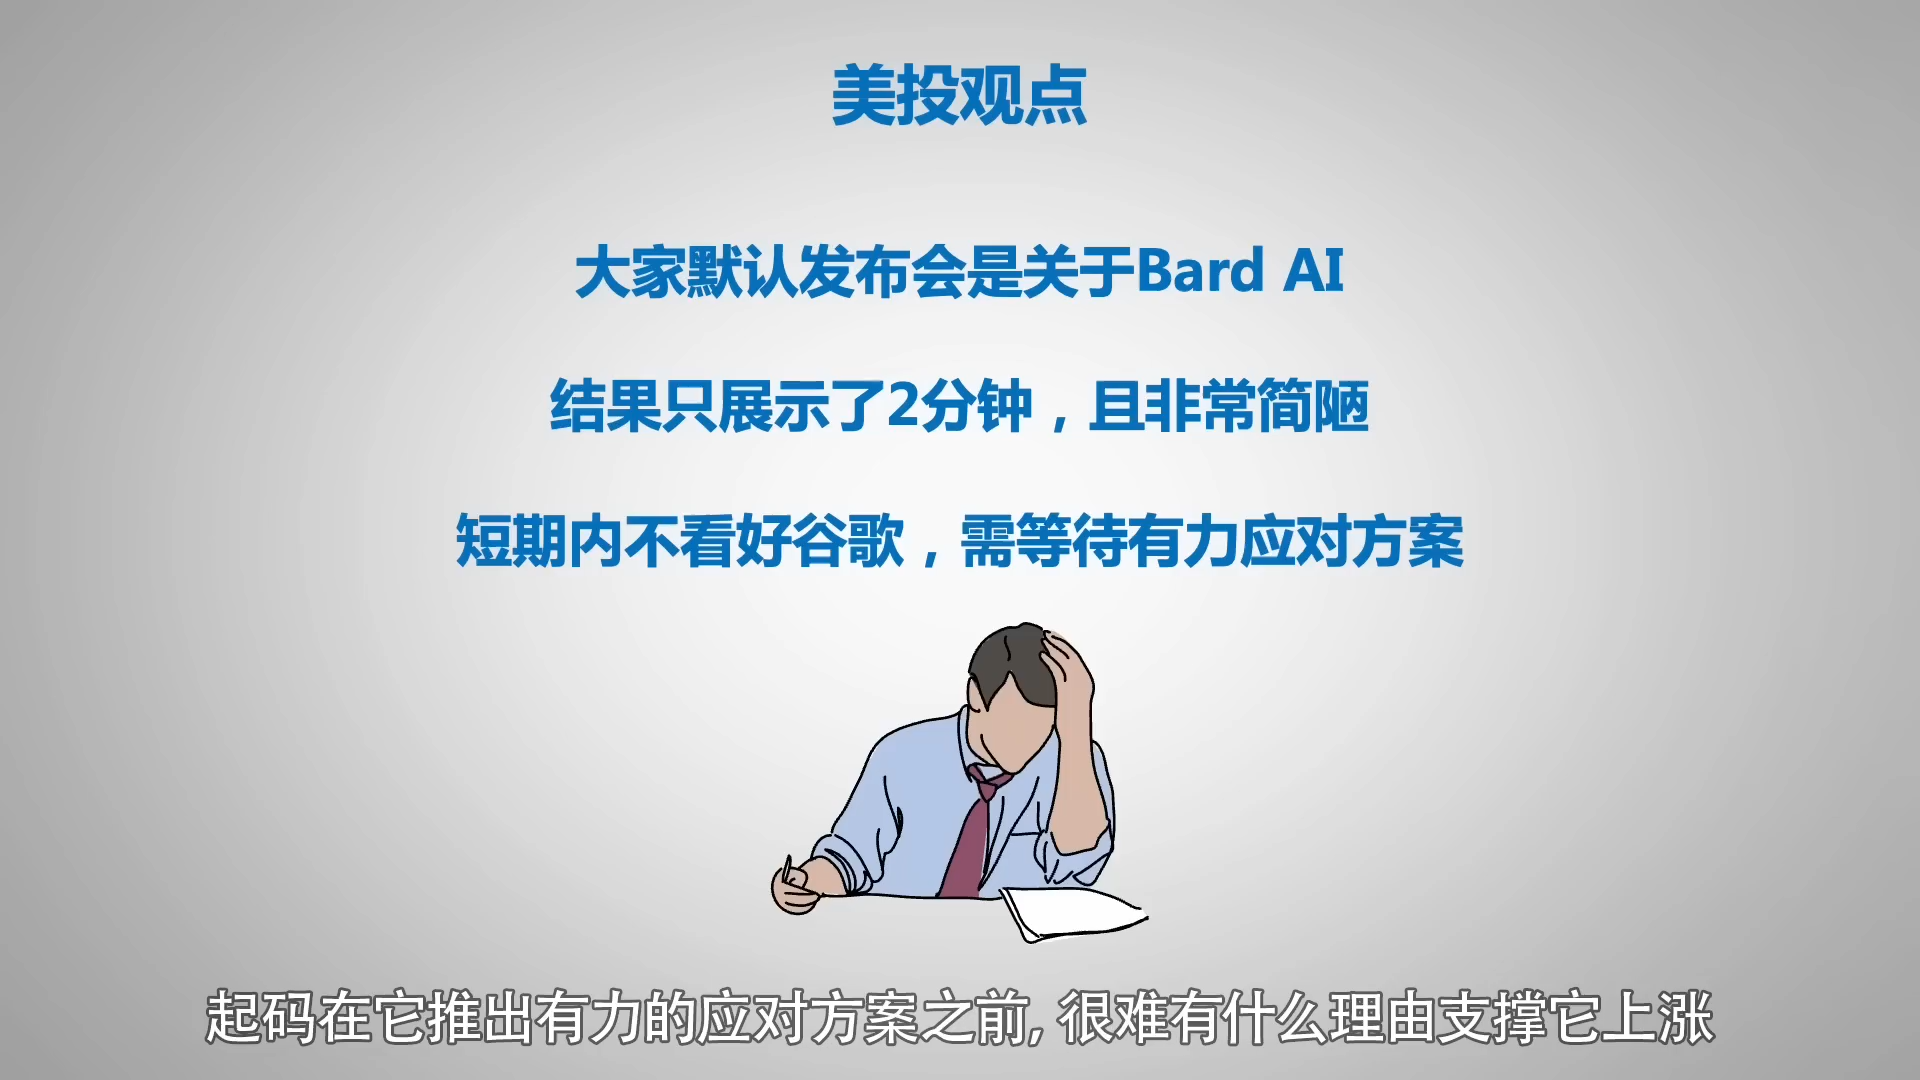 美投观点
大家默认发布会是关于Bard AI
结果只展示了2分钟，且非常简陋
短期内不看好谷歌，需等待有力应对方案
起码在它推出有力的应对方案之前, 很难有什么理由支撑它上涨